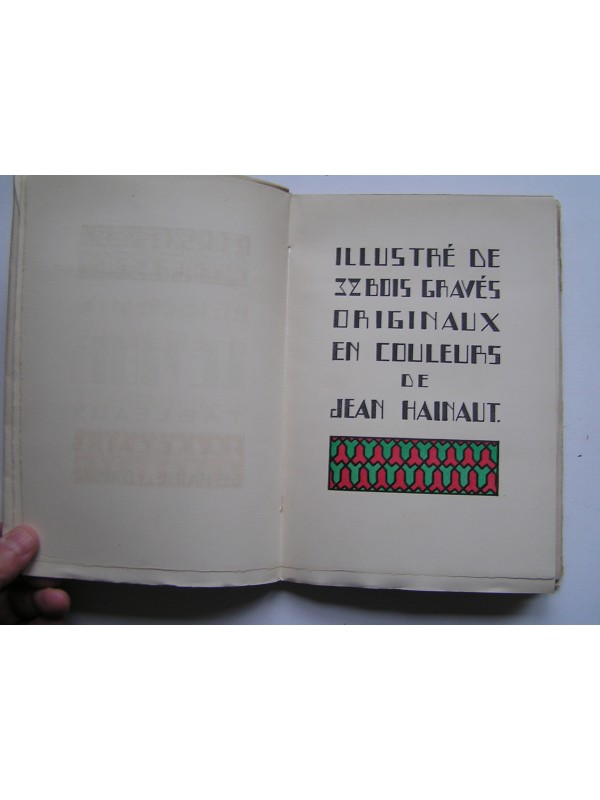 ILLUSTRÉ DE
32 BOIS GRAVÉS
ORIGINAUX
EN COULEURS
DE
JEAN HAINAUT.